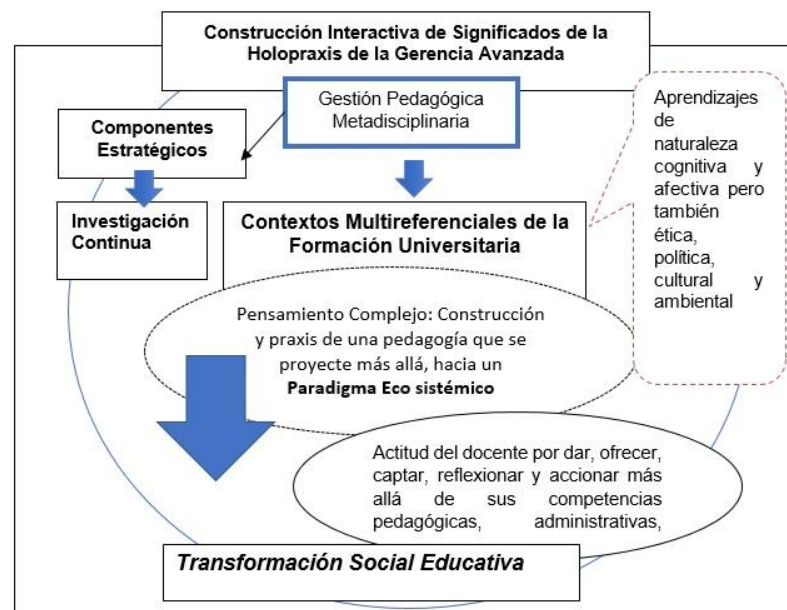 Construcción Interactiva de Significados de la
Holopraxis de la Gerencia Avanzada
Gestión Pedagógica
Metadisciplinaria
Componentes
Estratégicos
Investigación
Continua
Contextos Multireferenciales de la
Formación Universitaria
Aprendizajes
de
naturaleza
cognitiva y
afectiva pero
también
ética,
política,
cultural y
ambiental
Pensamiento Complejo: Construcción
y praxis de una pedagogía que se
proyecte más allá, hacia un
Paradigma Eco sistémico
Actitud del docente por dar, ofrecer,
captar, reflexionar y accionar más
allá de sus competencias
pedagógicas, administrativas,
Transformación Social Educativa